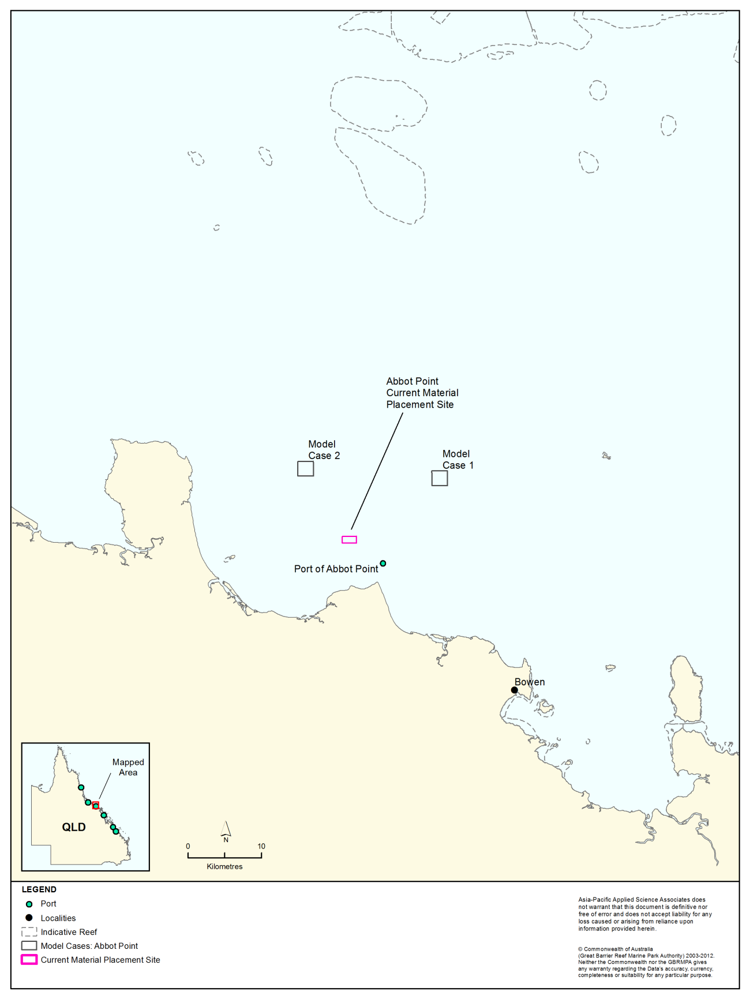 Abbot Point
Current Material
Placement Site
Model
Case 2
Model
Case 1
Port of Abbot Point
Bowen
Mapped
Area
QLD
N
0 10
Kilometres
LEGEND
Port
Localities
Indicative Reef
Model Cases: Abbot Point
Current Material Placement Site
Asia-Pacific Applied Science Associates does
not warrant that this document is definitive nor
free of error and does not accept liability for any
loss caused or arising from reliance upon
information provided herein.
© Commonwealth of Australia
(Great Barrier Reef Marine Park Authority) 2003-2012.
Neither the Commonwealth nor the GBRMPA gives
any warranty regarding the Data's accuracy, currency,
completeness or suitability for any particular purpose.